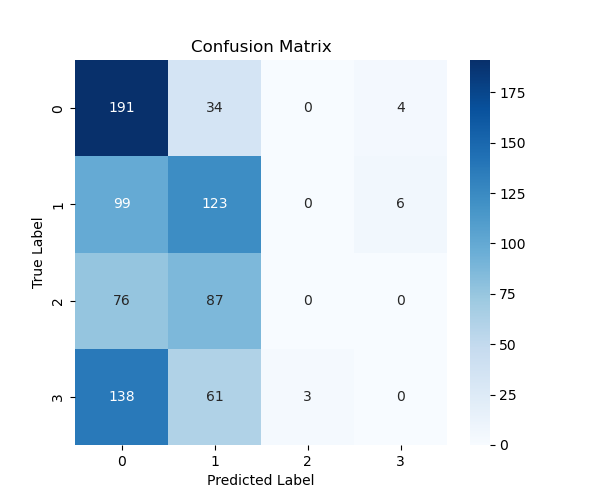 Confusion Matrix
True Label
0 191 34 0 4
1 99 123 0 6
2 76 87 0 0
3 138 61 3 0
0 1 2 3
Predicted Label
175
150
125
100
75
50
25
0